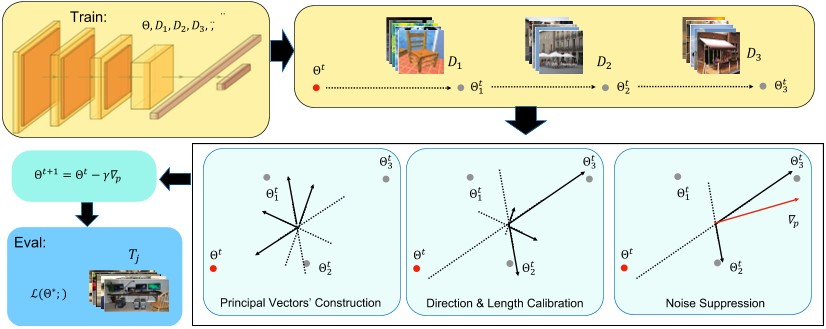 Train:
Θ, D₁, D₂, D₃, ;¨ ¨
D₁
D₂
D₃
Θᵗ
Θ₁ᵗ
Θ₂ᵗ
Θ₃ᵗ
Θᵗ⁺¹ = Θᵗ − γ∇ₚ
Eval:
Tⱼ
ℒ(Θ*; )
Θ₁ᵗ
Θ₃ᵗ
Θᵗ
Θ₂ᵗ
Principal Vectors' Construction
Θ₁ᵗ
Θ₃ᵗ
Θᵗ
Θ₂ᵗ
Direction & Length Calibration
Θ₁ᵗ
Θ₃ᵗ
∇ₚ
Θᵗ
Θ₂ᵗ
Noise Suppression